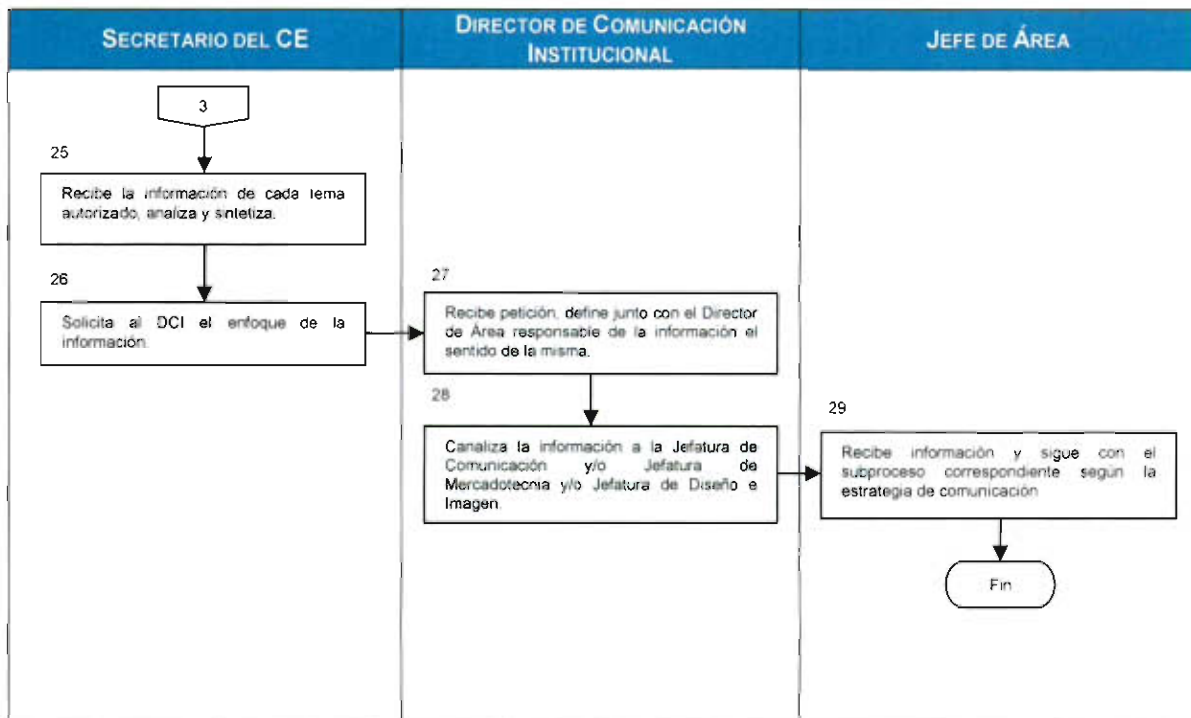 SECRETARIO DEL CE
DIRECTOR DE COMUNICACIÓN
INSTITUCIONAL
JEFE DE ÁREA
3
25
Recibe la información de cada tema
autorizado, analiza y sintetiza.
26
Solicita al DCI el enfoque de la
información.
27
Recibe petición, define junto con el Director
de Área responsable de la información el
sentido de la misma.
28
Canaliza la información a la Jefatura de
Comunicación y/o Jefatura de
Mercadotecnia y/o Jefatura de Diseño e
Imagen.
29
Recibe información y sigue con el
subproceso correspondiente según la
estrategia de comunicación
Fin